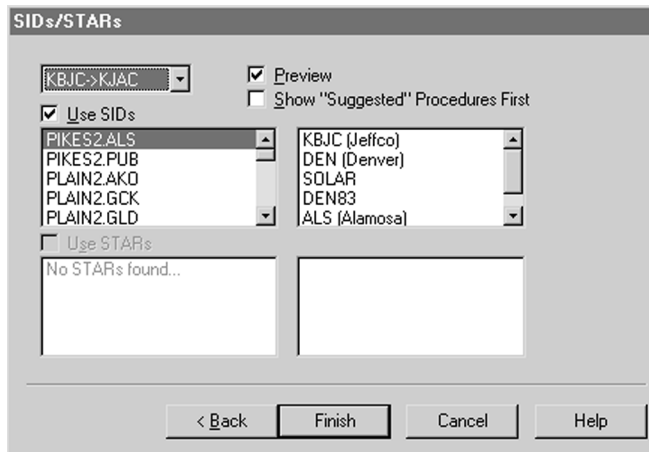 SIDs/STARs
KBJC->KJAC
Preview
Show "Suggested" Procedures First
Use SIDs
PIKES2.ALS
PIKES2.PUB
PLAIN2.AKO
PLAIN2.GCK
PLAIN2.GLD
KBJC (Jeffco)
DEN (Denver)
SOLAR
DEN83
ALS (Alamosa)
Use STARs
No STARs found...
< Back
Finish
Cancel
Help